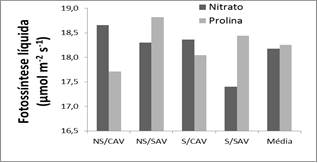 Nitrato
Prolina
Fotossíntese líquida
(μmol m⁻² s⁻¹)
19,0
18,5
18,0
17,5
17,0
16,5
NS/CAV NS/SAV S/CAV S/SAV Média